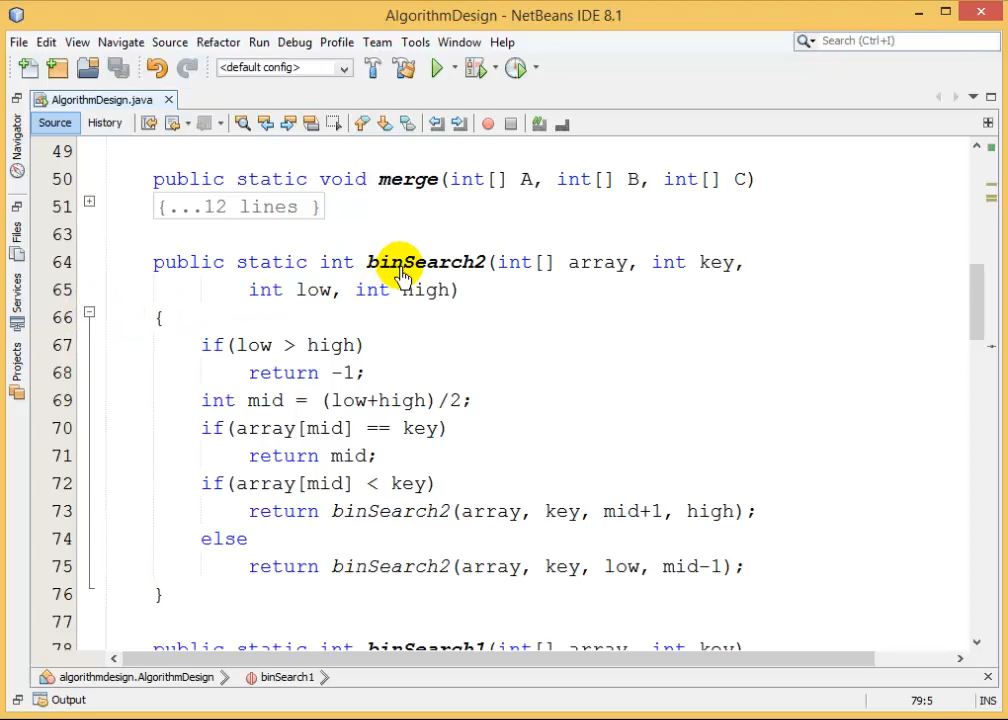 AlgorithmDesign - NetBeans IDE 8.1
File Edit View Navigate Source Refactor Run Debug Profile Team Tools Window Help
Search (Ctrl+I)
<default config>
AlgorithmDesign.java
Source History
Navigator
Files
Services
Projects
49
50 public static void merge(int[] A, int[] B, int[] C)
51 {...12 lines }
63
64 public static int binSearch2(int[] array, int key,
65 int low, int high)
66 {
67 if(low > high)
68 return -1;
69 int mid = (low+high)/2;
70 if(array[mid] == key)
71 return mid;
72 if(array[mid] < key)
73 return binSearch2(array, key, mid+1, high);
74 else
75 return binSearch2(array, key, low, mid-1);
76 }
77
78 public static int binSearch1(int[] array, int key)
algorithmdesign.AlgorithmDesign binSearch1
Output 79:5 INS